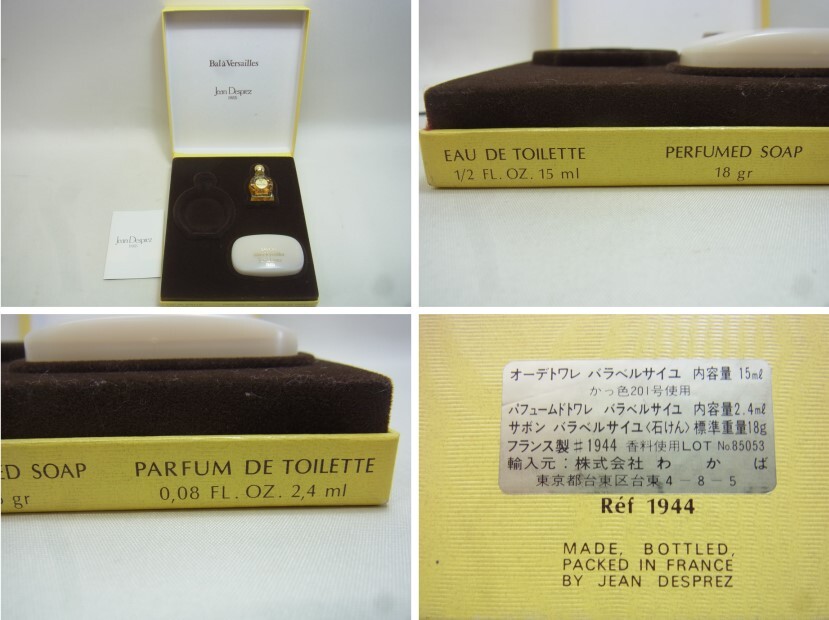 Bal à Versailles
Jean Desprez
PARIS
Jean Desprez
PARIS
EAU DE TOILETTE
1/2 FL. OZ. 15 ml
PERFUMED SOAP
18 gr
ED SOAP
gr
PARFUM DE TOILETTE
0,08 FL. OZ. 2,4 ml
オーデトワレ バラベルサイユ 内容量 15mℓ
かっ色201号使用
パフュームドトワレ バラベルサイユ 内容量2.4mℓ
サボン バラベルサイユ〈石けん〉標準重量18g
フランス製♯1944 香料使用LOT No.85053
輸入元：株式会社 わ か ば
東京都台東区台東4-8-5
Réf 1944
MADE, BOTTLED,
PACKED IN FRANCE
BY JEAN DESPREZ